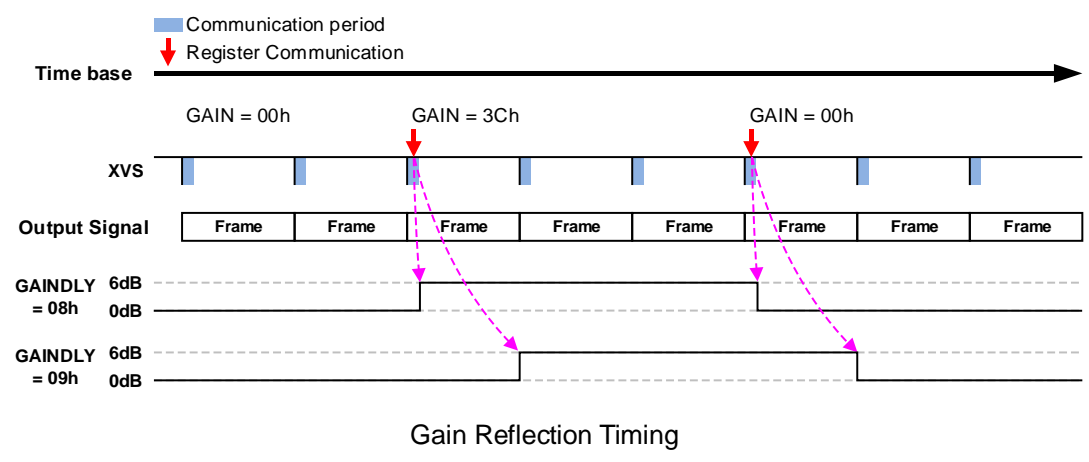 Communication period
Register Communication
Time base
GAIN = 00h GAIN = 3Ch GAIN = 00h
XVS
Output Signal Frame Frame Frame Frame Frame Frame Frame Frame
GAINDLY 6dB
= 08h 0dB
GAINDLY 6dB
= 09h 0dB
Gain Reflection Timing